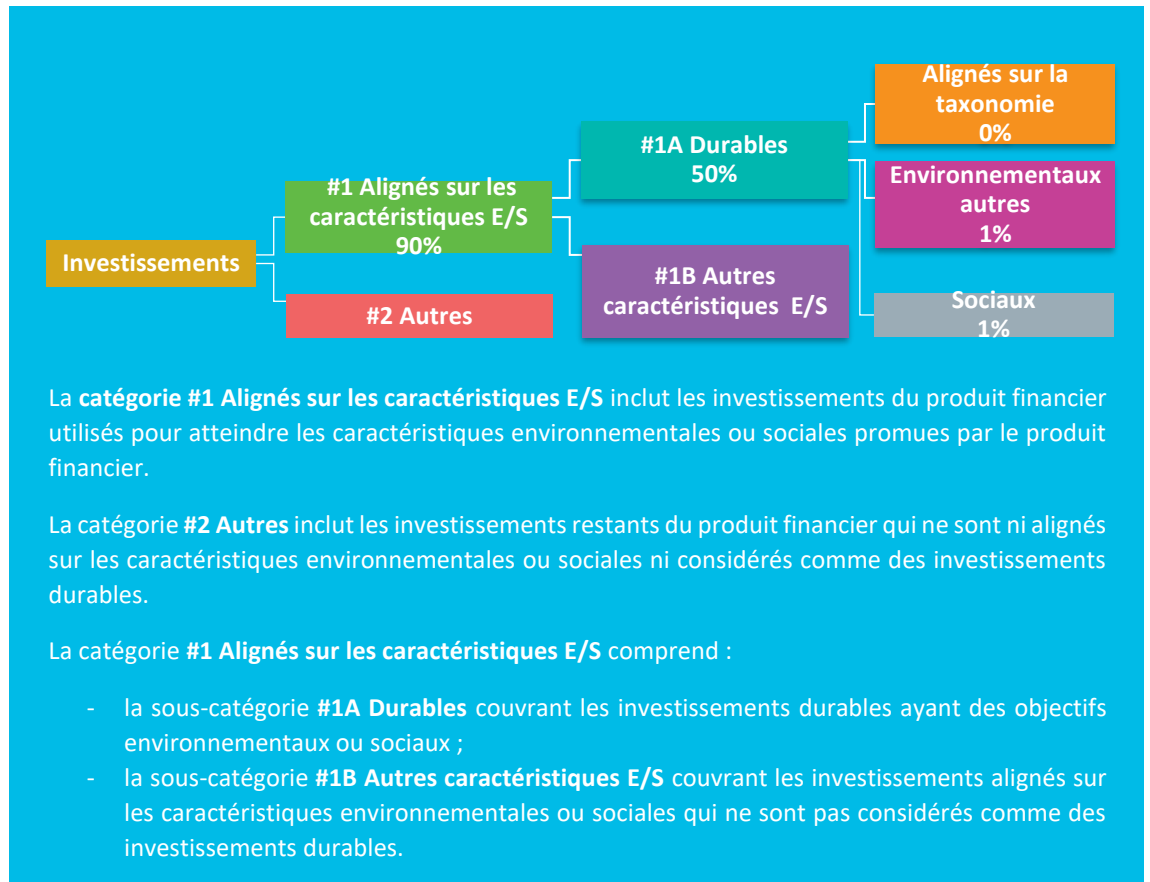 Alignés sur la
taxonomie
0%
#1A Durables
50%
Environnementaux
autres
1%
#1 Alignés sur les
caractéristiques E/S
90%
Investissements
#1B Autres
caractéristiques E/S
#2 Autres
Sociaux
1%
La catégorie #1 Alignés sur les caractéristiques E/S inclut les investissements du produit financier
utilisés pour atteindre les caractéristiques environnementales ou sociales promues par le produit
financier.
La catégorie #2 Autres inclut les investissements restants du produit financier qui ne sont ni alignés
sur les caractéristiques environnementales ou sociales ni considérés comme des investissements
durables.
La catégorie #1 Alignés sur les caractéristiques E/S comprend :
- la sous-catégorie #1A Durables couvrant les investissements durables ayant des objectifs
environnementaux ou sociaux ;
- la sous-catégorie #1B Autres caractéristiques E/S couvrant les investissements alignés sur
les caractéristiques environnementales ou sociales qui ne sont pas considérés comme des
investissements durables.